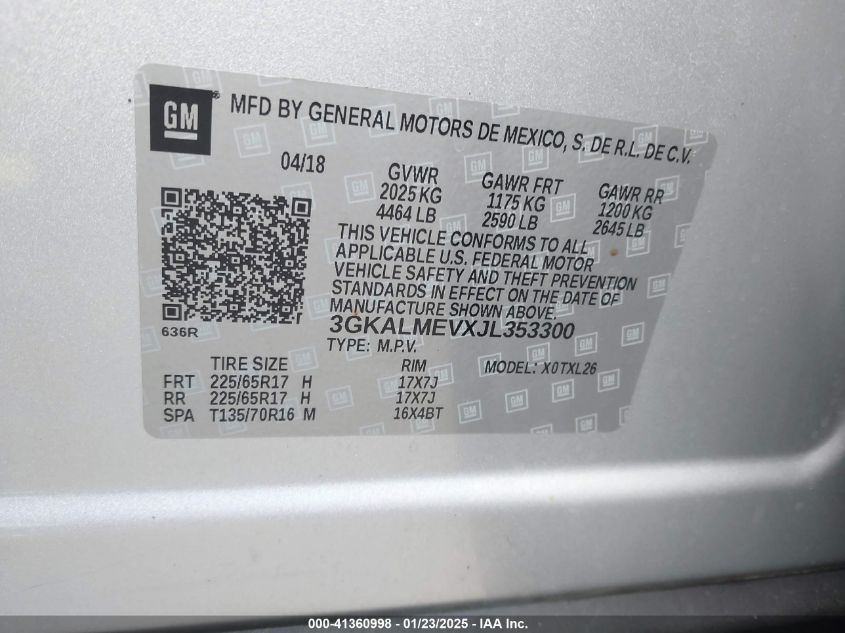 GM ® MFD BY GENERAL MOTORS DE MEXICO, S. DE R.L. DE C.V.
04/18 GVWR GAWR FRT GAWR RR
2025 KG 1175 KG 1200 KG
4464 LB 2590 LB 2645 LB
THIS VEHICLE CONFORMS TO ALL
APPLICABLE U.S. FEDERAL MOTOR
VEHICLE SAFETY AND THEFT PREVENTION
STANDARDS IN EFFECT ON THE DATE OF
MANUFACTURE SHOWN ABOVE.
636R 3GKALMEVXJL353300
TYPE: M.P.V.
TIRE SIZE RIM MODEL: X0TXL26
FRT 225/65R17 H 17X7J
RR 225/65R17 H 17X7J
SPA T135/70R16 M 16X4BT
000-41360998 - 01/23/2025 - IAA Inc.